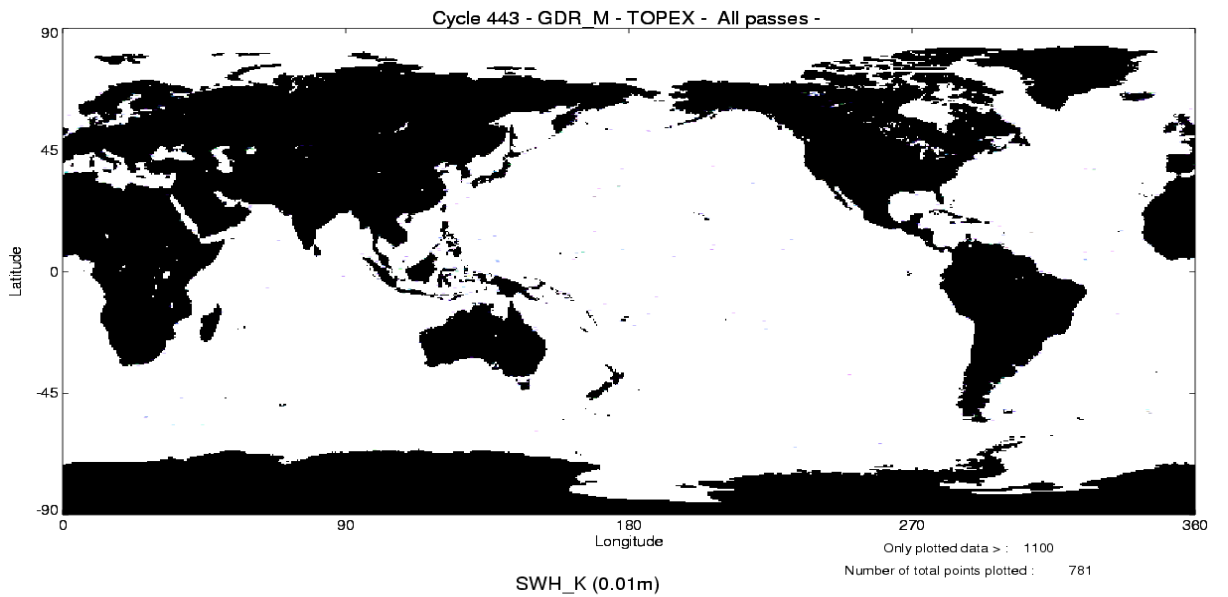 Cycle 443 - GDR_M - TOPEX - All passes -
90
45
0
-45
-90
Latitude
0 90 180 270 360
Longitude
Only plotted data > : 1100
Number of total points plotted : 781
SWH_K (0.01m)